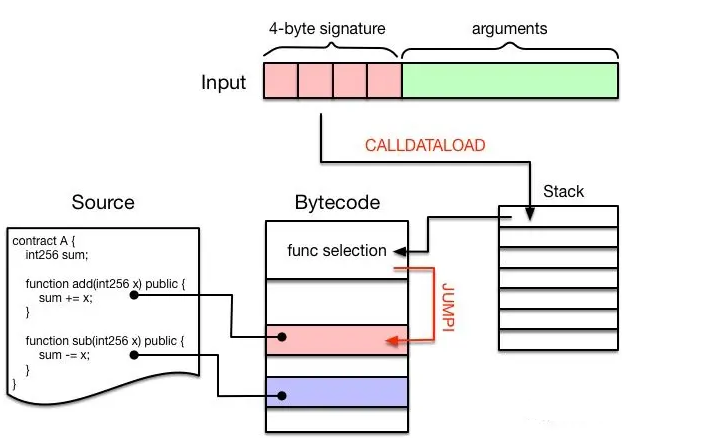 4-byte signature
arguments
Input
CALLDATALOAD
Stack
Source
Bytecode
contract A {
int256 sum;
function add(int256 x) public {
sum += x;
}
function sub(int256 x) public {
sum -= x;
}
}
func selection
JUMPI